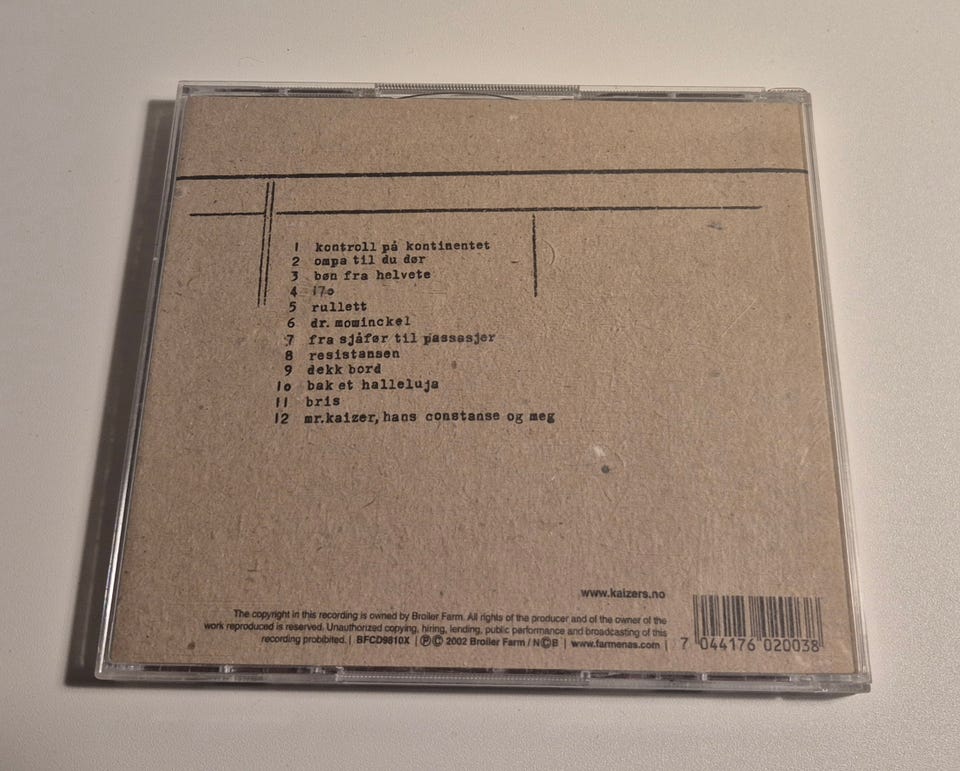 1 kontroll på kontinentet
2 ompa til du dør
3 bøn fra helvete
4 170
5 rullett
6 dr. mowinckel
7 fra sjåfør til passasjer
8 resistansen
9 dekk bord
10 bak et halleluja
11 bris
12 mr.kaizer, hans constanse og meg
www.kaizers.no
The copyright in this recording is owned by Broiler Farm. All rights of the producer and of the owner of the
work reproduced is reserved. Unauthorized copying, hiring, lending, public performance and broadcasting of this
recording prohibited. | BFCD9810X | ℗© 2002 Broiler Farm / N©B | www.farmenas.com |
7 044176 020038